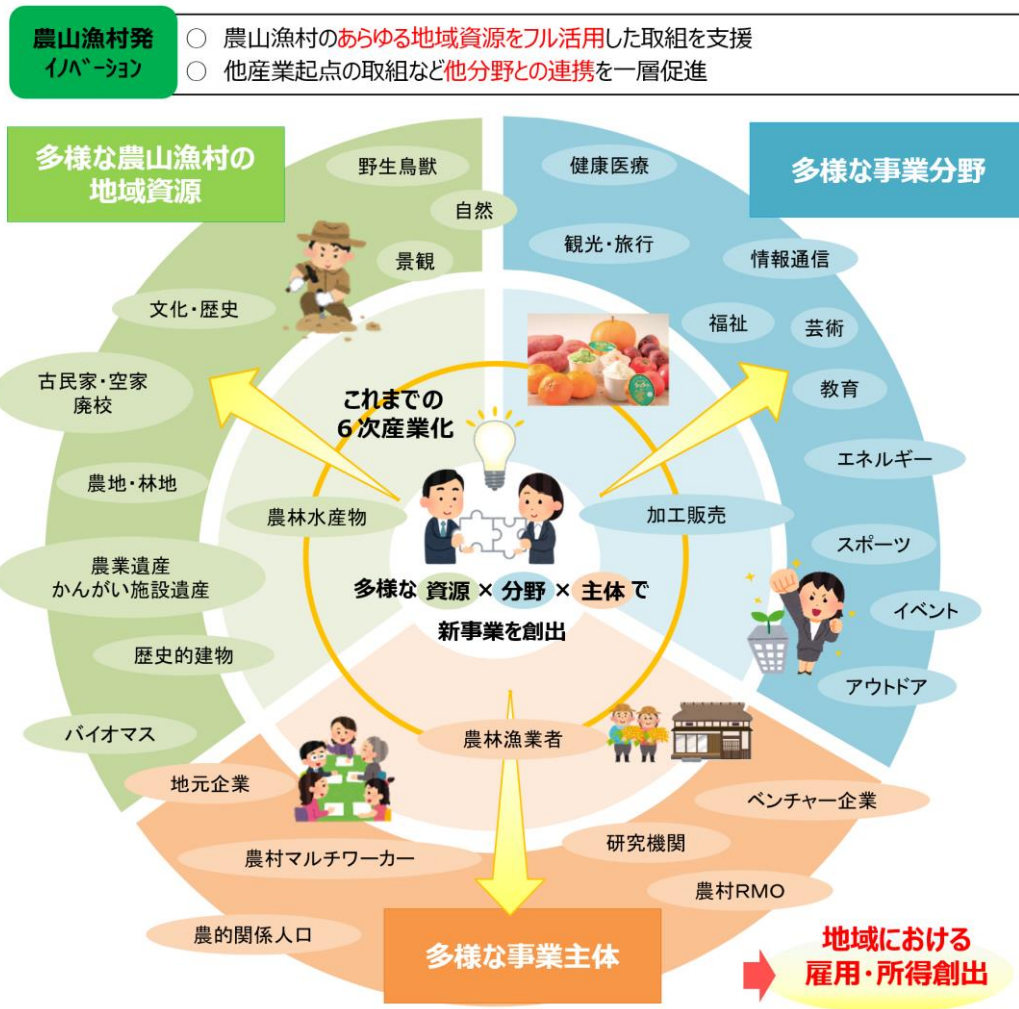 農山漁村発
イノベーション
○ 農山漁村のあらゆる地域資源をフル活用した取組を支援
○ 他産業起点の取組など他分野との連携を一層促進
多様な農山漁村の
地域資源
野生鳥獣
自然
景観
文化・歴史
古民家・空家
廃校
農地・林地
農業遺産
かんがい施設遺産
歴史的建物
バイオマス
多様な事業分野
健康医療
観光・旅行
情報通信
福祉
芸術
教育
エネルギー
スポーツ
イベント
アウトドア
これまでの
6次産業化
農林水産物
加工販売
多様な 資源 × 分野 × 主体 で
新事業を創出
農林漁業者
地元企業
農村マルチワーカー
農的関係人口
ベンチャー企業
研究機関
農村RMO
多様な事業主体
地域における
雇用・所得創出